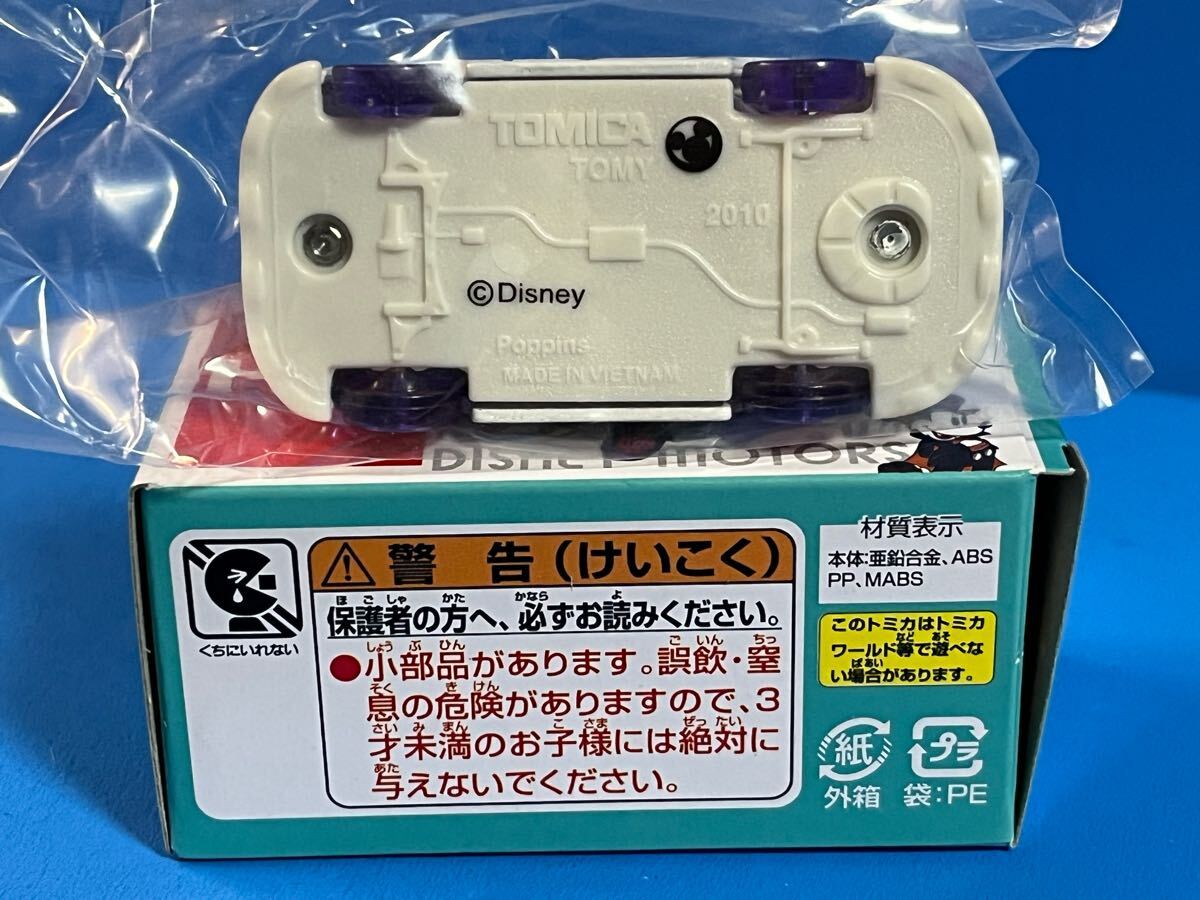 TOMICA
TOMY
2010
©Disney
Poppins
MADE IN VIETNAM
DISNEY MOTORS
警告(けいこく)
保護者の方へ、必ずお読みください。
●小部品があります。誤飲・窒
息の危険がありますので、3
才未満のお子様には絶対に
与えないでください。
くちにいれない
材質表示
本体:亜鉛合金、ABS
PP、MABS
このトミカはトミカ
ワールド等で遊べな
い場合があります。
紙
外箱
プラ
袋:PE